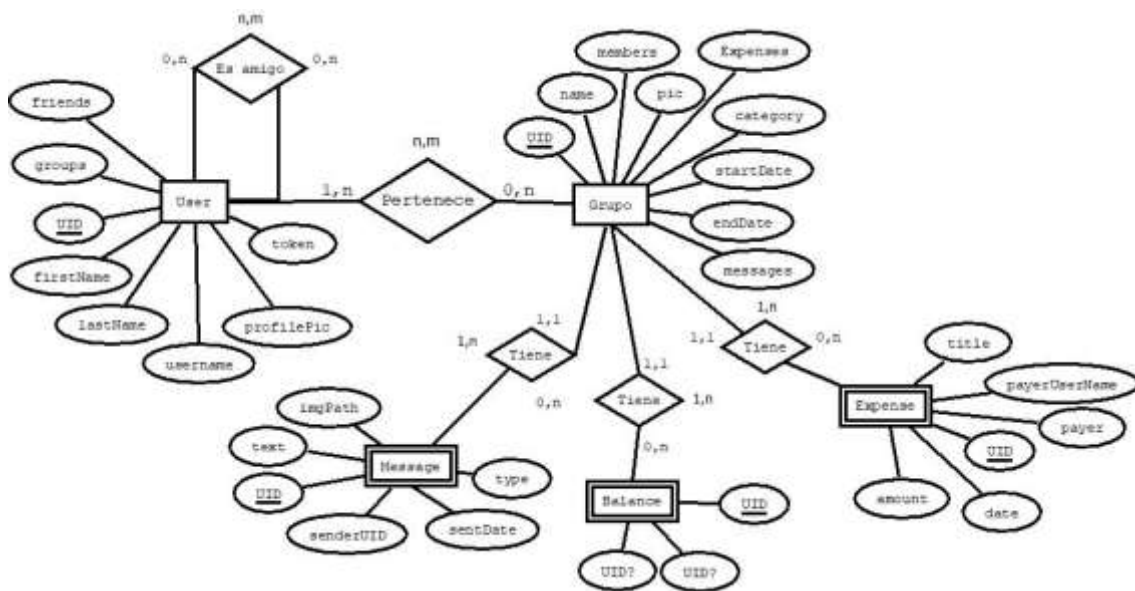 n,m
0,n
Es amigo
0,n
friends
groups
UID
firstName
lastName
username
profilePic
token
User
1,n
n,m
Pertenece
0,n
members
Expenses
name
pic
UID
category
startDate
endDate
messages
Grupo
1,n
1,1
Tiene
0,n
1,1
Tiene
1,n
0,n
1,n
1,1
Tiene
0,n
imgPath
text
UID
senderUID
sentDate
type
Message
Balance
UID
UID?
UID?
title
payerUserName
payer
UID
date
amount
Expense